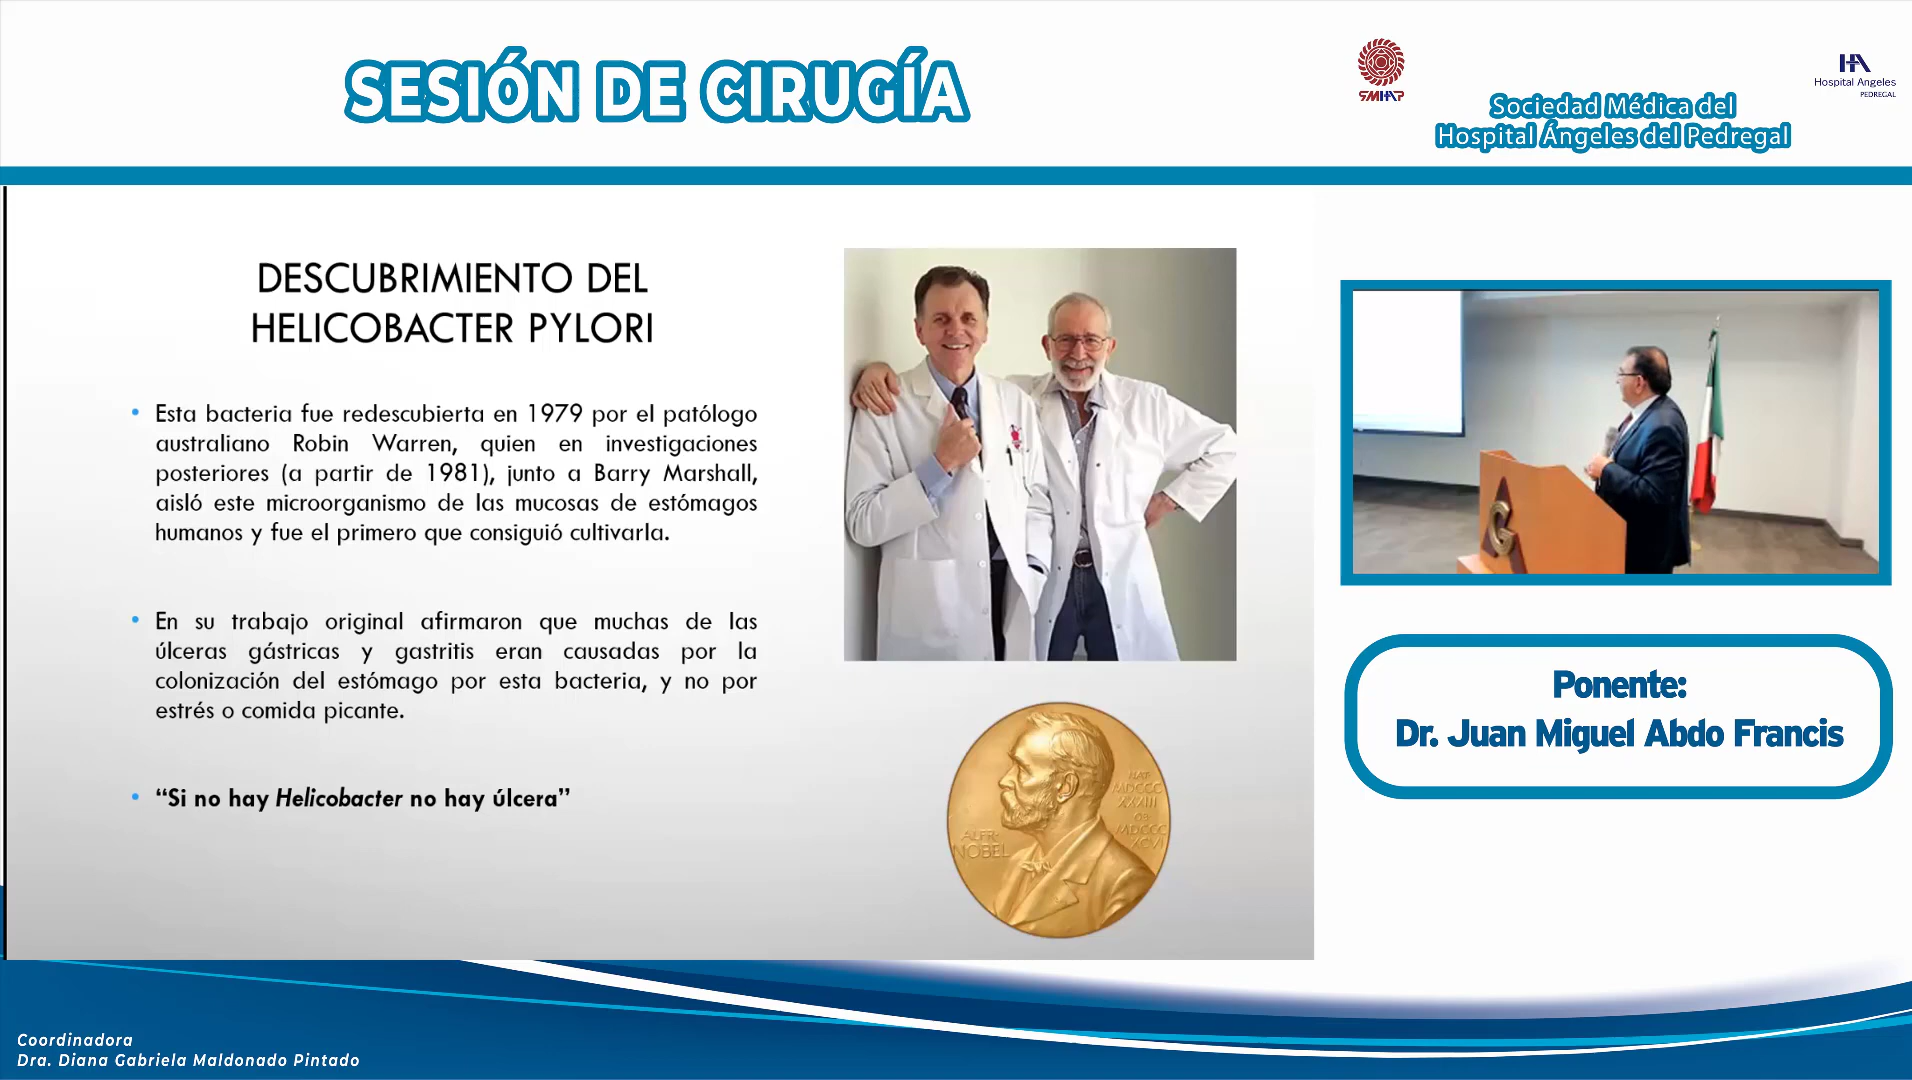 SESIÓN DE CIRUGÍA
SMHAP
Sociedad Médica del
Hospital Ángeles del Pedregal
HA
Hospital Angeles
PEDREGAL
DESCUBRIMIENTO DEL
HELICOBACTER PYLORI
• Esta bacteria fue redescubierta en 1979 por el patólogo
australiano Robin Warren, quien en investigaciones
posteriores (a partir de 1981), junto a Barry Marshall,
aisló este microorganismo de las mucosas de estómagos
humanos y fue el primero que consiguió cultivarla.
• En su trabajo original afirmaron que muchas de las
úlceras gástricas y gastritis eran causadas por la
colonización del estómago por esta bacteria, y no por
estrés o comida picante.
• “Si no hay Helicobacter no hay úlcera”
ALFR·
NOBEL
NAT·
MDCCC
XXXIII
OB·
MDCCC
XCVI
G
Ponente:
Dr. Juan Miguel Abdo Francis
Coordinadora
Dra. Diana Gabriela Maldonado Pintado